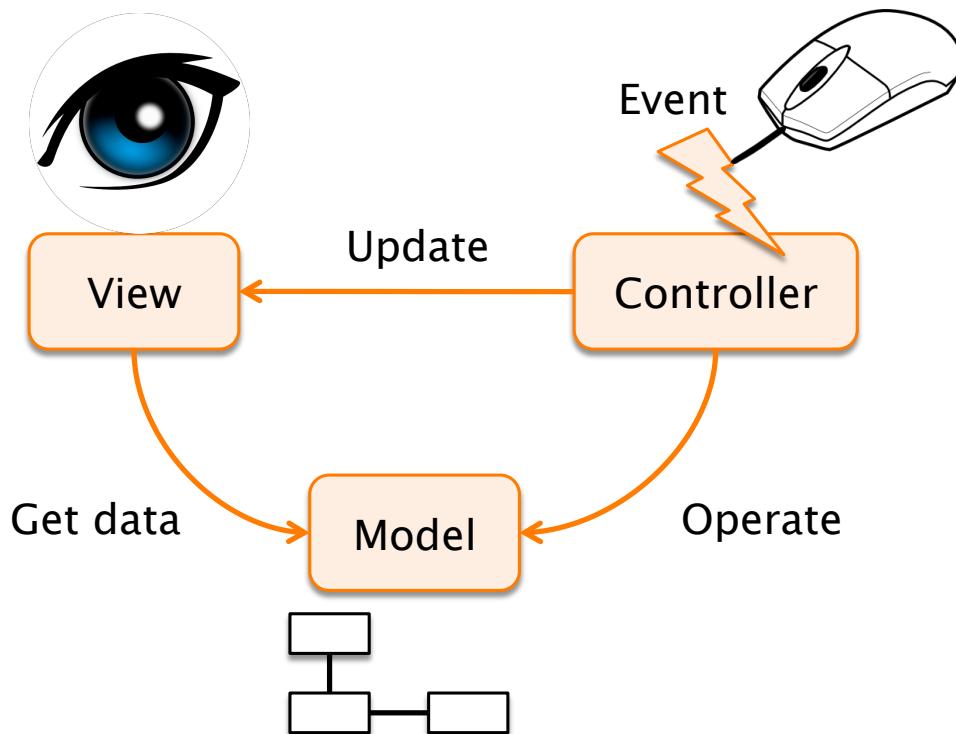 Event
Update
View
Controller
Get data
Operate
Model